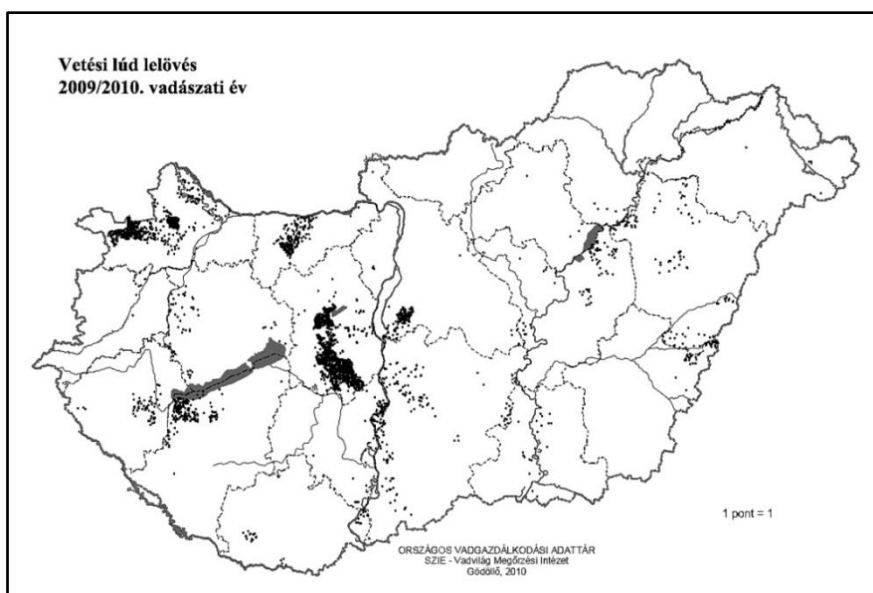 Vetési lúd lelövés
2009/2010. vadászati év
1 pont = 1
ORSZÁGOS VADGAZDÁLKODÁSI ADATTÁR
SZIE - Vadvilág Megőrzési Intézet
Gödöllő, 2010